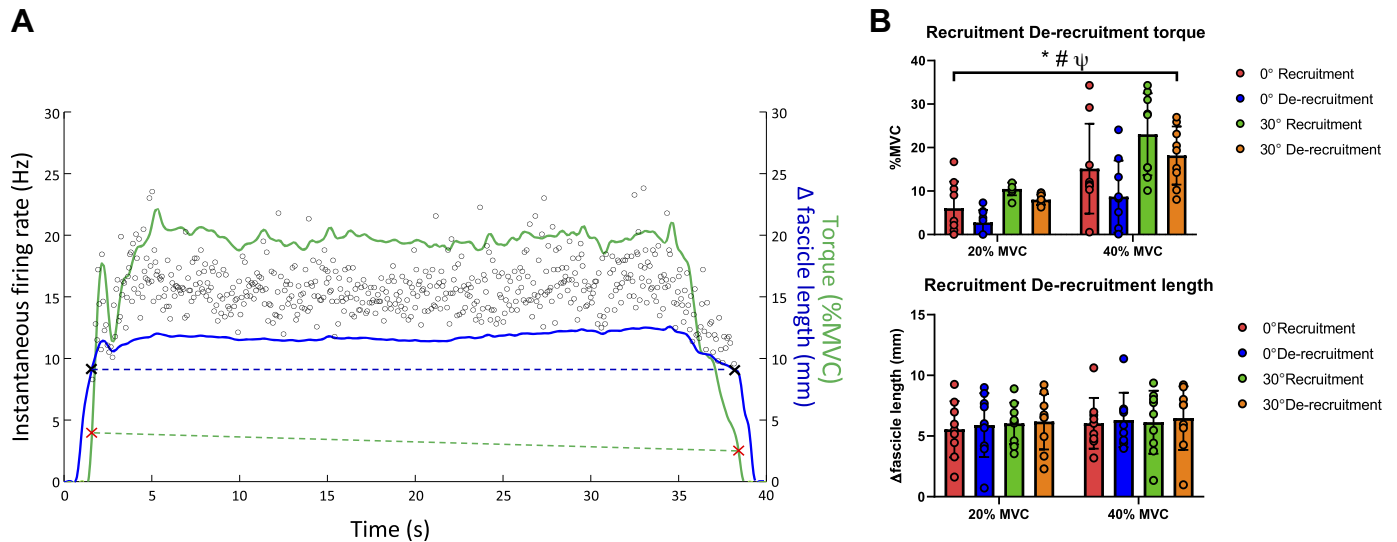 A
30
25
20
15
10
5
0
Instantaneous firing rate (Hz)
0
5
10
15
20
25
30
35
40
Time (s)
30
25
20
15
10
5
0
Δ fascicle length (mm)
Torque (%MVC)
B
Recruitment De-recruitment torque
* # ψ
40
30
20
10
0
%MVC
20% MVC
40% MVC
0° Recruitment
0° De-recruitment
30° Recruitment
30° De-recruitment
Recruitment De-recruitment length
15
10
5
0
Δfascicle length (mm)
20% MVC
40% MVC
0°Recruitment
0°De-recruitment
30°Recruitment
30°De-recruitment